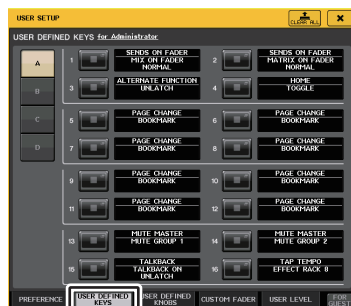 USER SETUP
CLEAR ALL
USER DEFINED KEYS for Administrator
A
B
C
D
1
SENDS ON FADER
MIX ON FADER
NORMAL
2
SENDS ON FADER
MATRIX ON FADER
NORMAL
3
ALTERNATE FUNCTION
UNLATCH
4
HOME
TOGGLE
5
PAGE CHANGE
BOOKMARK
6
PAGE CHANGE
BOOKMARK
7
PAGE CHANGE
BOOKMARK
8
PAGE CHANGE
BOOKMARK
9
PAGE CHANGE
BOOKMARK
10
PAGE CHANGE
BOOKMARK
11
PAGE CHANGE
BOOKMARK
12
PAGE CHANGE
BOOKMARK
13
MUTE MASTER
MUTE GROUP 1
14
MUTE MASTER
MUTE GROUP 2
15
TALKBACK
TALKBACK ON
UNLATCH
16
TAP TEMPO
EFFECT RACK 8
PREFERENCE
USER DEFINED
KEYS
USER DEFINED
KNOBS
CUSTOM FADER
USER LEVEL
FOR
GUEST